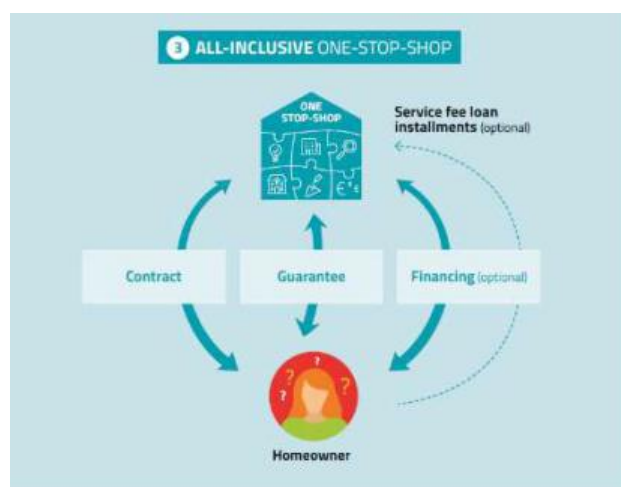 3 ALL-INCLUSIVE ONE-STOP-SHOP
ONE
STOP-SHOP
Service fee loan
installments (optional)
€'s
Contract
Guarantee
Financing (optional)
? ? ? ? ?
Homeowner